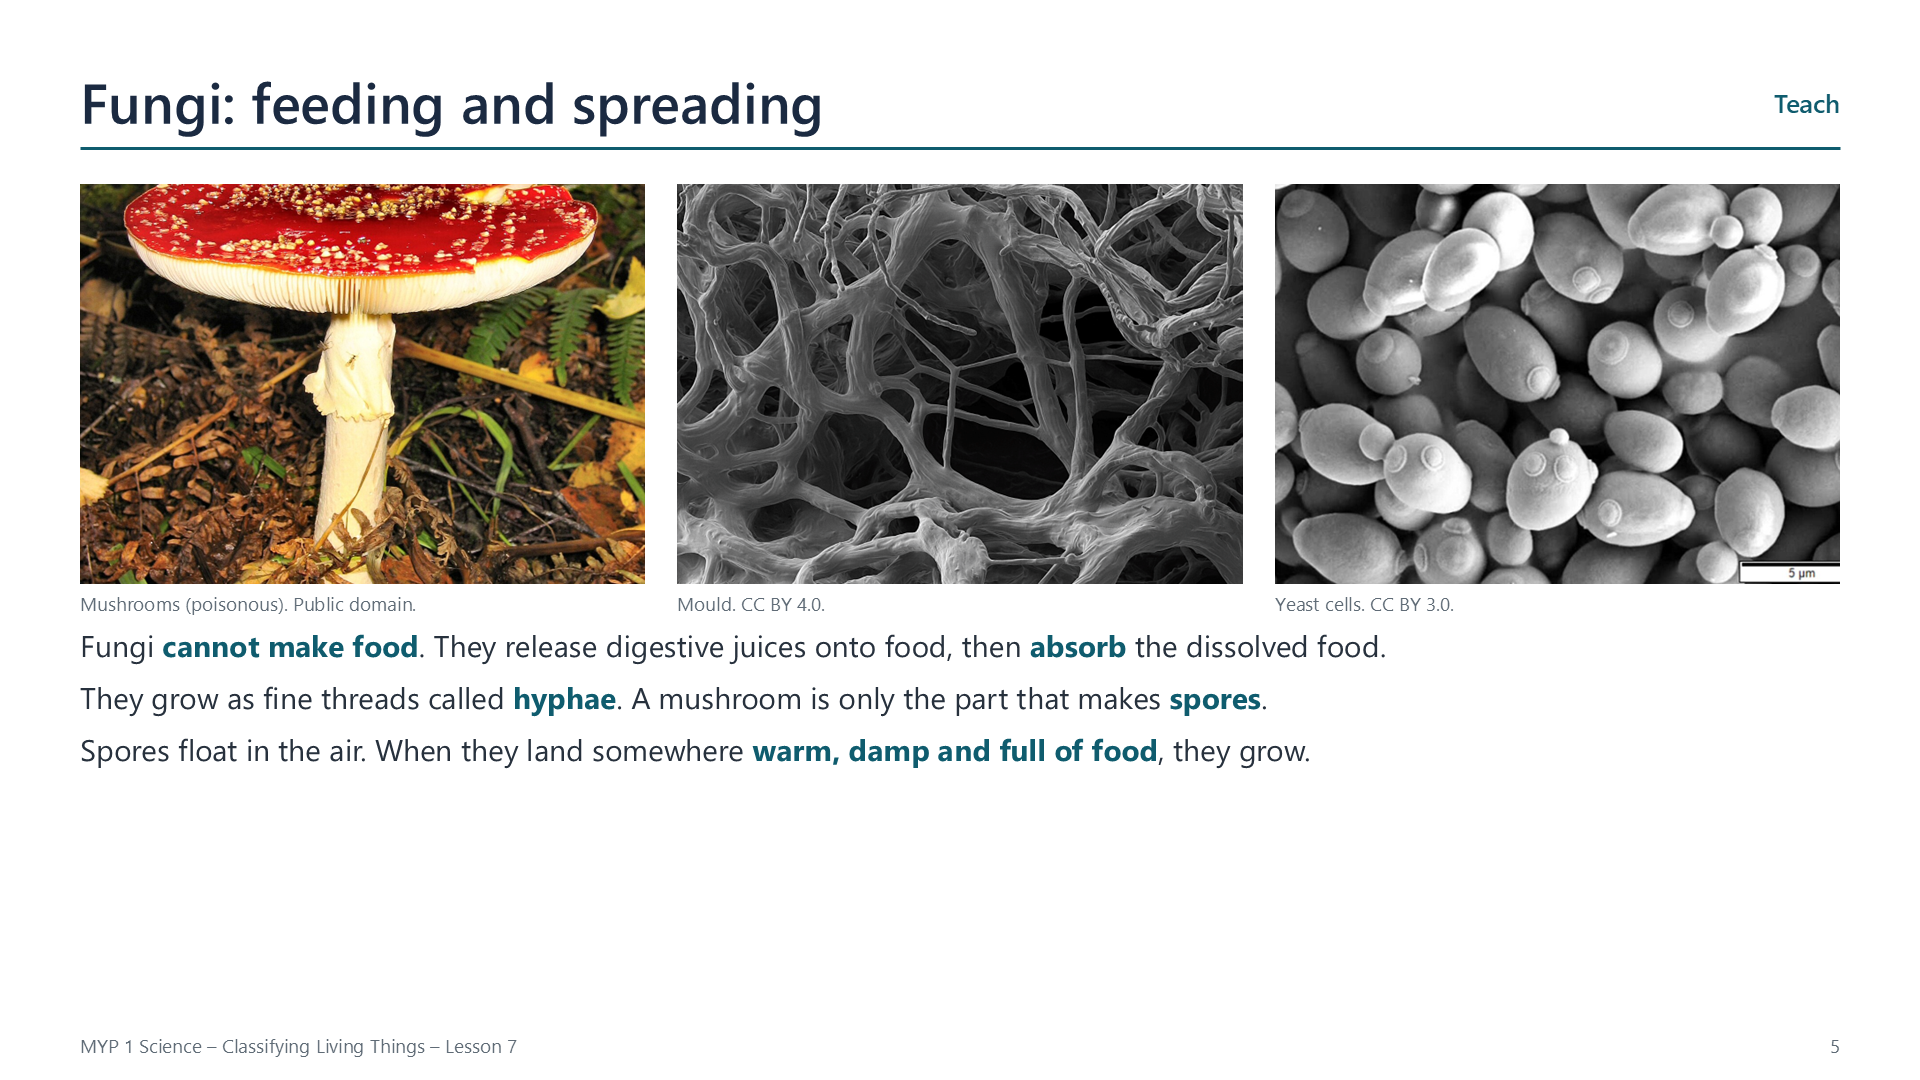 Fungi: feeding and spreading
Teach
5 µm
Mushrooms (poisonous). Public domain.
Mould. CC BY 4.0.
Yeast cells. CC BY 3.0.
Fungi cannot make food. They release digestive juices onto food, then absorb the dissolved food.
They grow as fine threads called hyphae. A mushroom is only the part that makes spores.
Spores float in the air. When they land somewhere warm, damp and full of food, they grow.
MYP 1 Science – Classifying Living Things – Lesson 7
5